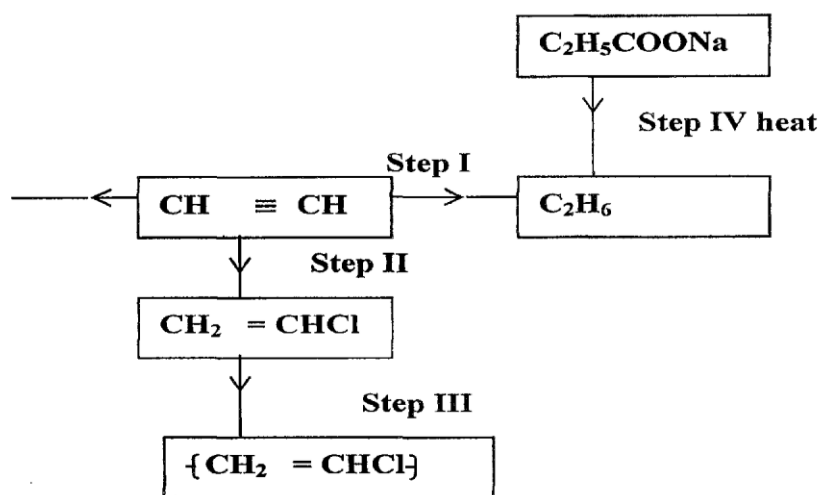 C₂H₅COONa
Step IV heat
Step I
CH ≡ CH
C₂H₆
Step II
CH₂ = CHCl
Step III
{CH₂ = CHCl}